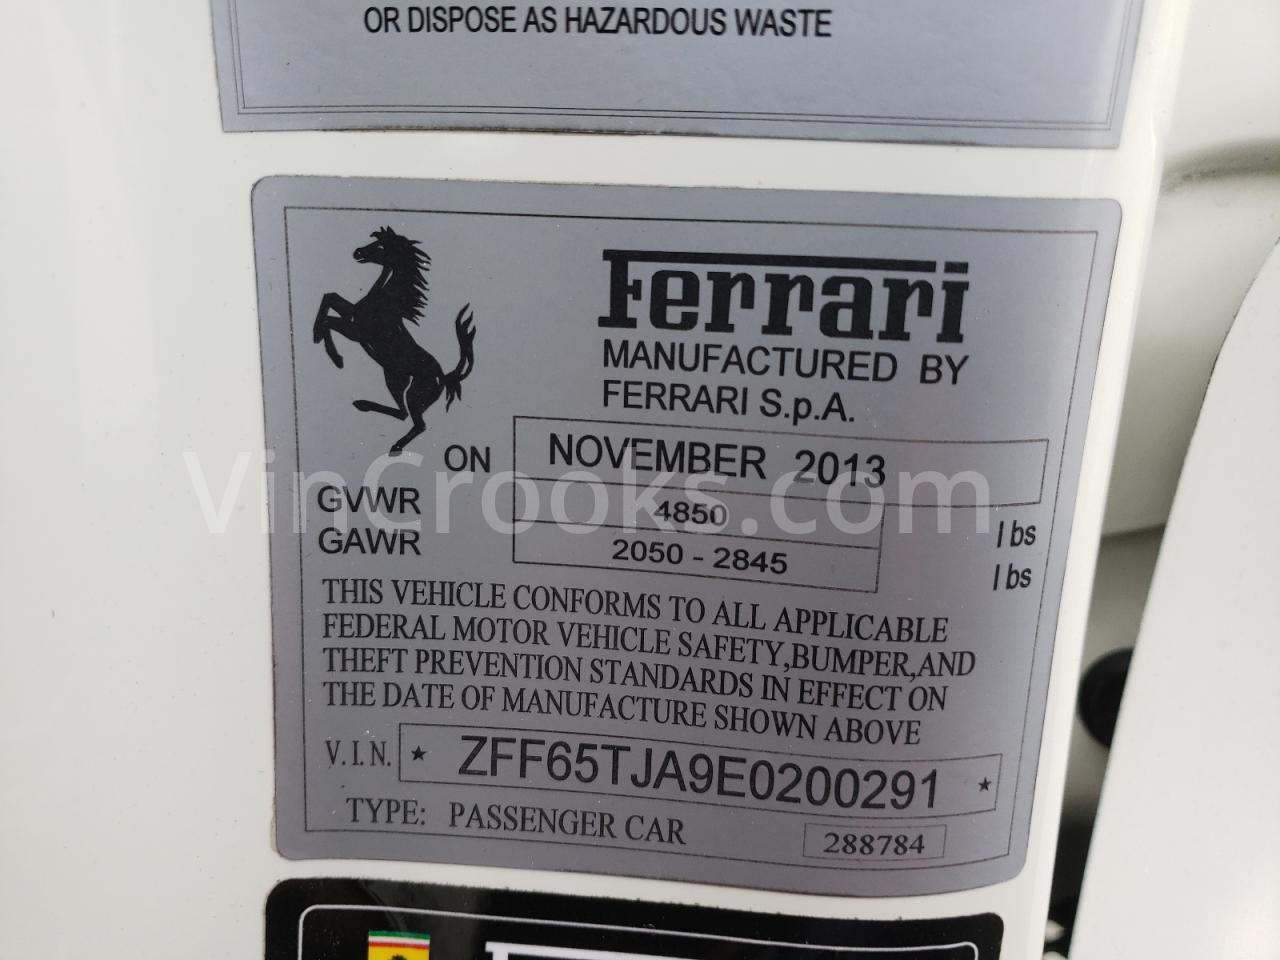 OR DISPOSE AS HAZARDOUS WASTE
Ferrari
MANUFACTURED BY
FERRARI S.p.A.
ON NOVEMBER 2013
GVWR 4850 lbs
GAWR 2050 - 2845 lbs
THIS VEHICLE CONFORMS TO ALL APPLICABLE
FEDERAL MOTOR VEHICLE SAFETY,BUMPER,AND
THEFT PREVENTION STANDARDS IN EFFECT ON
THE DATE OF MANUFACTURE SHOWN ABOVE
V.I.N. * ZFF65TJA9E0200291 *
TYPE: PASSENGER CAR 288784
VinCrooks.com